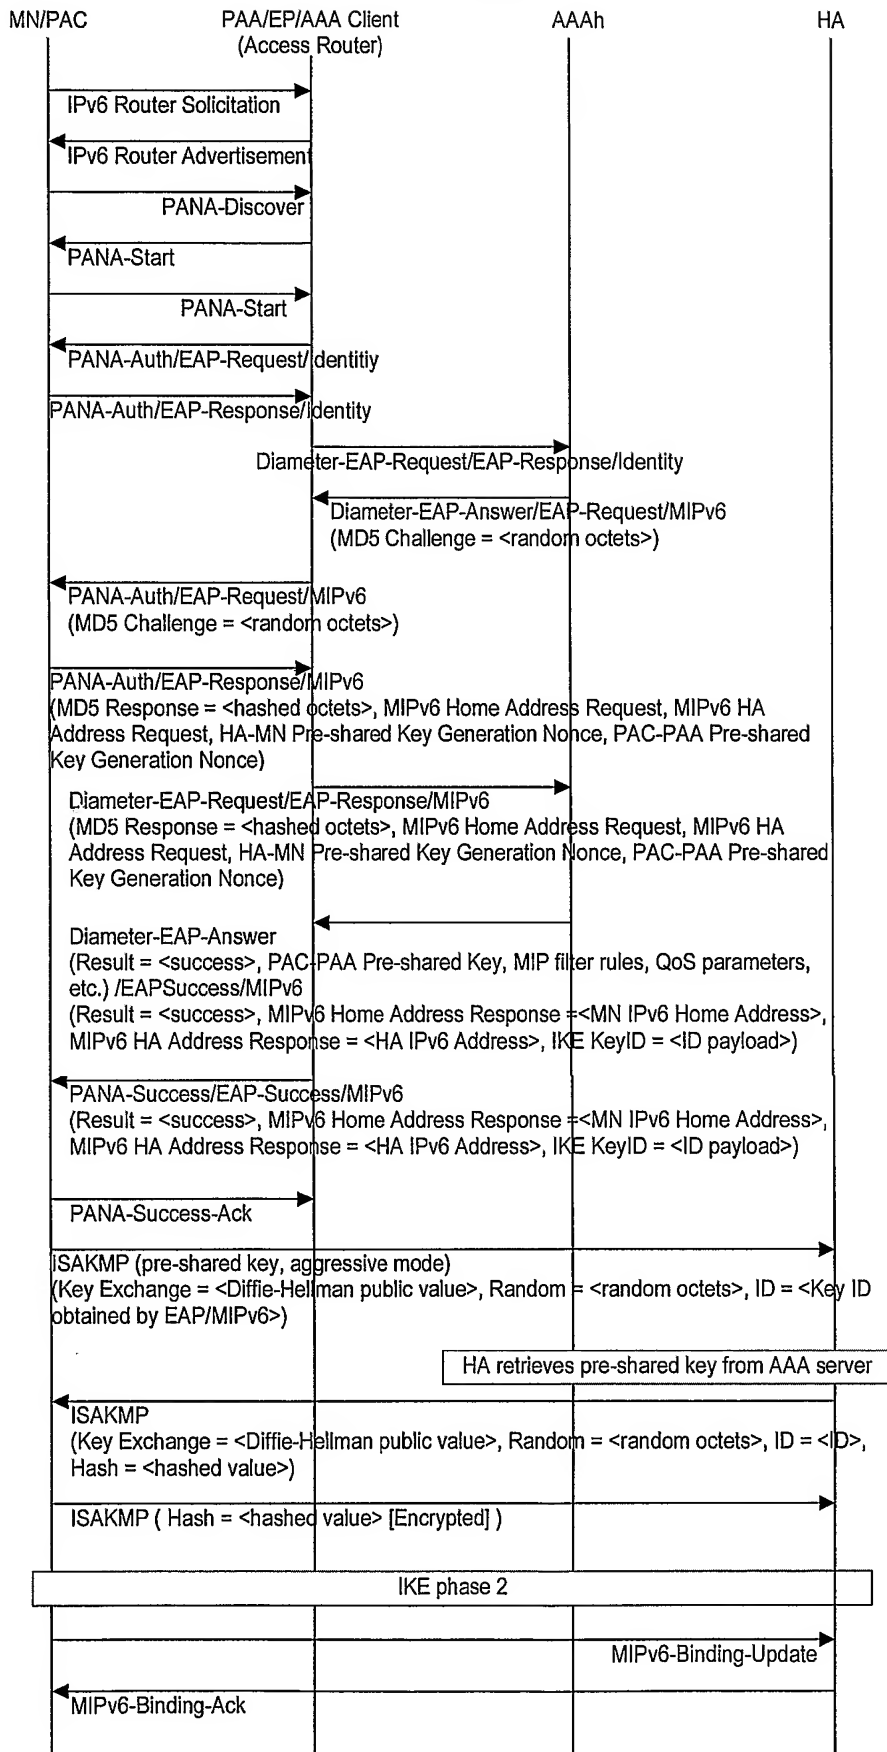 MN/PAC
PAA/EP/AAA Client
(Access Router)
AAAh
HA
IPv6 Router Solicitation
IPv6 Router Advertisement
PANA-Discover
PANA-Start
PANA-Start
PANA-Auth/EAP-Request/Identitiy
PANA-Auth/EAP-Response/Identity
Diameter-EAP-Request/EAP-Response/Identity
Diameter-EAP-Answer/EAP-Request/MIPv6
(MD5 Challenge = <random octets>)
PANA-Auth/EAP-Request/MIPv6
(MD5 Challenge = <random octets>)
PANA-Auth/EAP-Response/MIPv6
(MD5 Response = <hashed octets>, MIPv6 Home Address Request, MIPv6 HA
Address Request, HA-MN Pre-shared Key Generation Nonce, PAC-PAA Pre-shared
Key Generation Nonce)
Diameter-EAP-Request/EAP-Response/MIPv6
(MD5 Response = <hashed octets>, MIPv6 Home Address Request, MIPv6 HA
Address Request, HA-MN Pre-shared Key Generation Nonce, PAC-PAA Pre-shared
Key Generation Nonce)
Diameter-EAP-Answer
(Result = <success>, PAC-PAA Pre-shared Key, MIP filter rules, QoS parameters,
etc.) /EAPSuccess/MIPv6
(Result = <success>, MIPv6 Home Address Response =<MN IPv6 Home Address>,
MIPv6 HA Address Response = <HA IPv6 Address>, IKE KeyID = <ID payload>)
PANA-Success/EAP-Success/MIPv6
(Result = <success>, MIPv6 Home Address Response =<MN IPv6 Home Address>,
MIPv6 HA Address Response = <HA IPv6 Address>, IKE KeyID = <ID payload>)
PANA-Success-Ack
ISAKMP (pre-shared key, aggressive mode)
(Key Exchange = <Diffie-Hellman public value>, Random = <random octets>, ID = <Key ID
obtained by EAP/MIPv6>)
HA retrieves pre-shared key from AAA server
ISAKMP
(Key Exchange = <Diffie-Hellman public value>, Random = <random octets>, ID = <ID>,
Hash = <hashed value>)
ISAKMP ( Hash = <hashed value> [Encrypted] )
IKE phase 2
MIPv6-Binding-Update
MIPv6-Binding-Ack